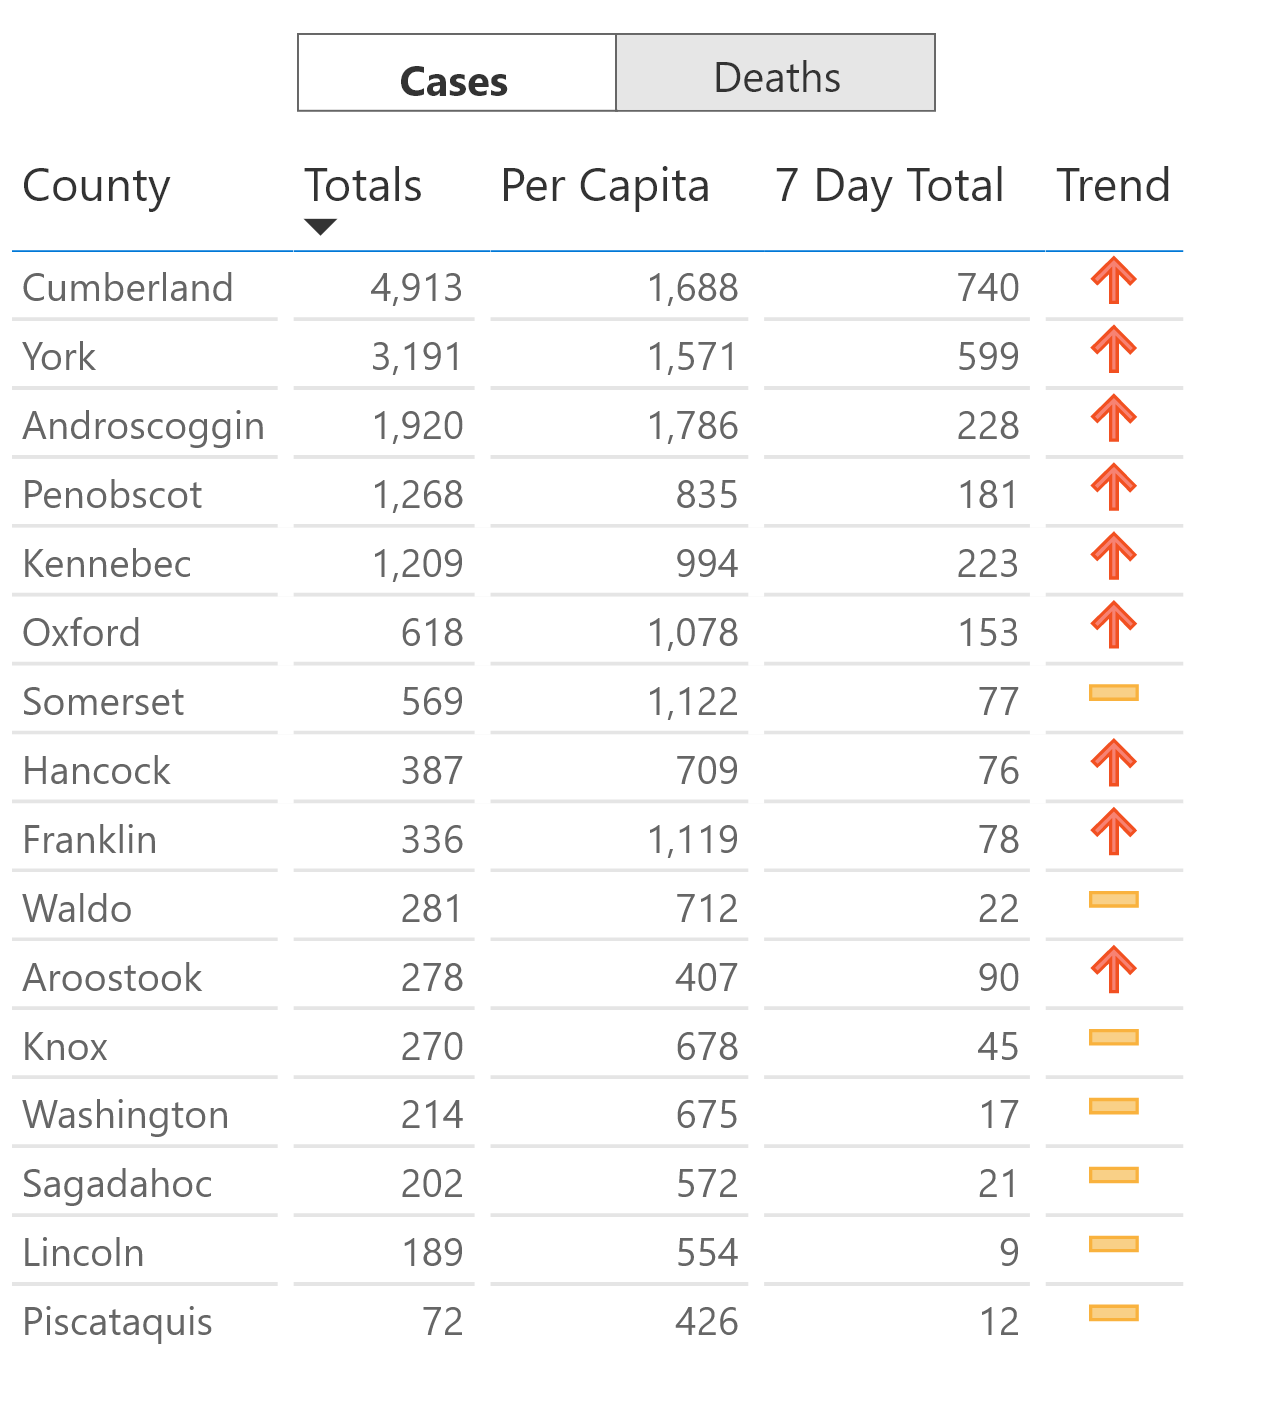 Cases Deaths
County Totals Per Capita 7 Day Total Trend
Cumberland 4,913 1,688 740
York 3,191 1,571 599
Androscoggin 1,920 1,786 228
Penobscot 1,268 835 181
Kennebec 1,209 994 223
Oxford 618 1,078 153
Somerset 569 1,122 77
Hancock 387 709 76
Franklin 336 1,119 78
Waldo 281 712 22
Aroostook 278 407 90
Knox 270 678 45
Washington 214 675 17
Sagadahoc 202 572 21
Lincoln 189 554 9
Piscataquis 72 426 12